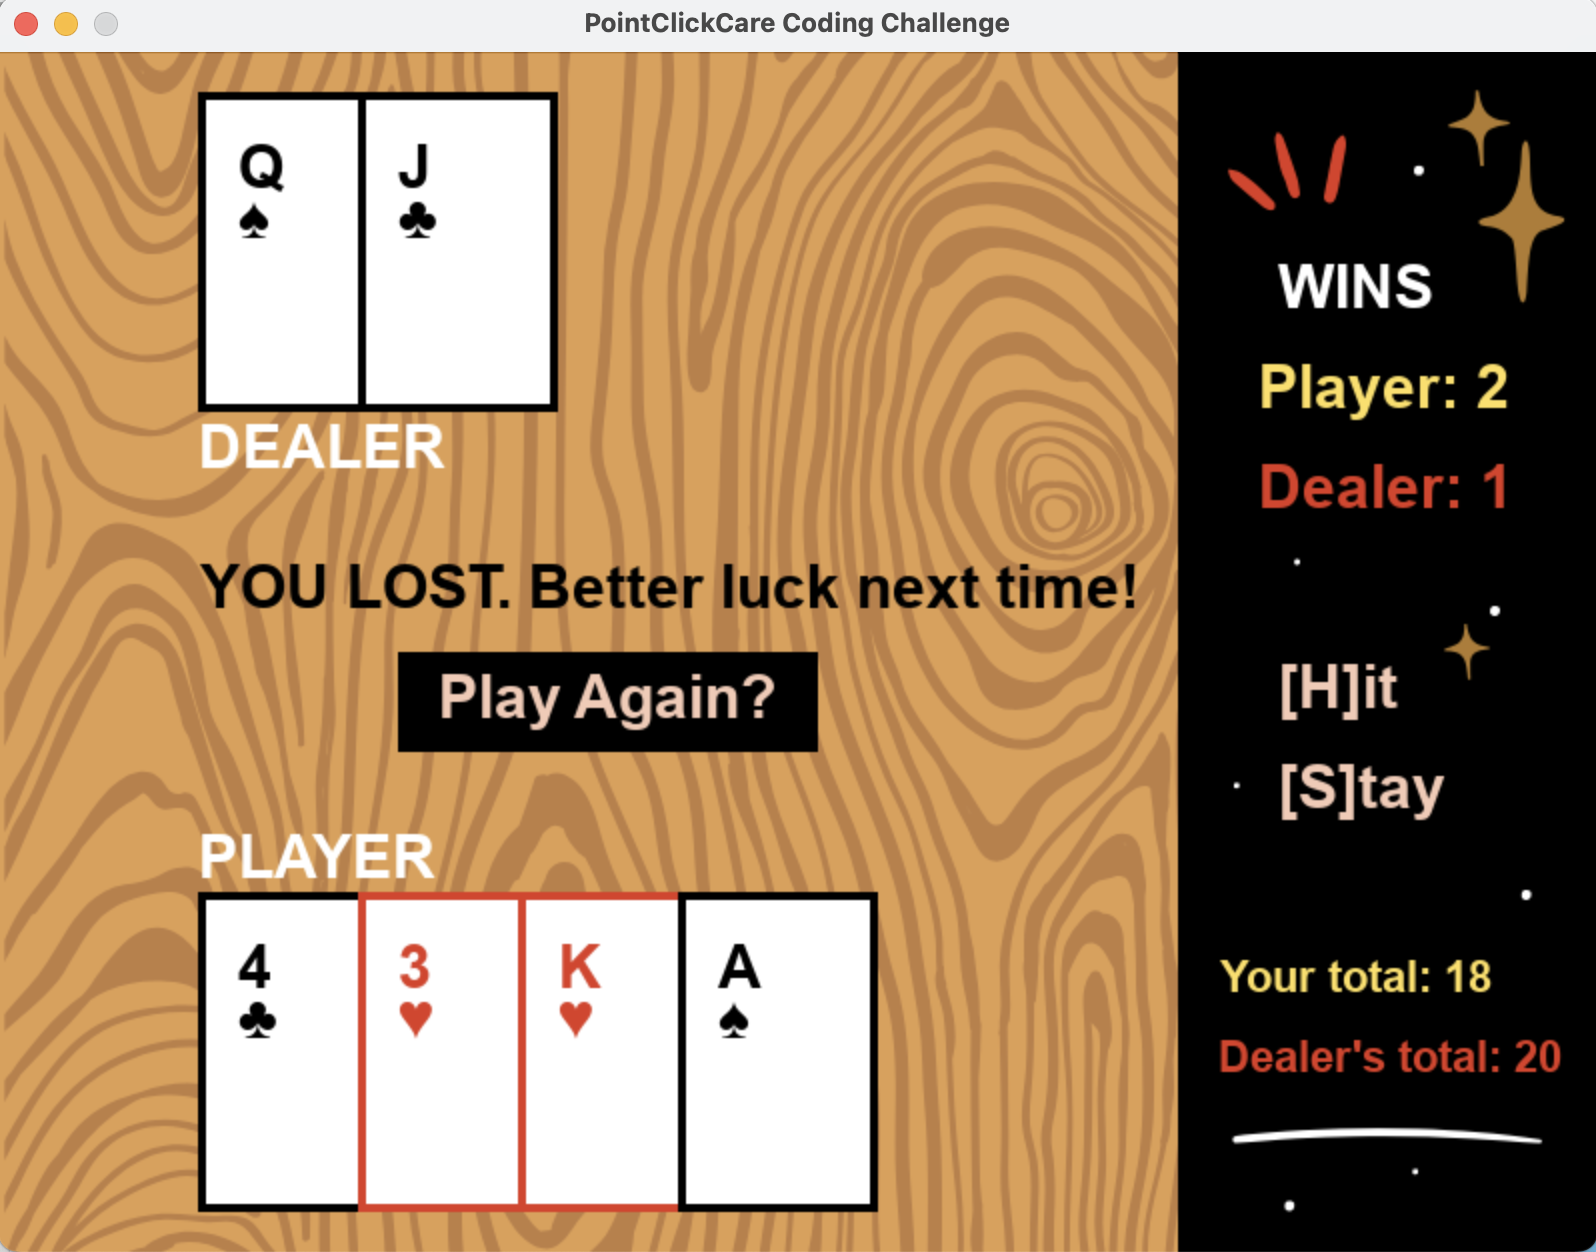 PointClickCare Coding Challenge
Q
♠
J
♣
DEALER
YOU LOST. Better luck next time!
Play Again?
PLAYER
4
♣
3
♥
K
♥
A
♠
WINS
Player: 2
Dealer: 1
[H]it
[S]tay
Your total: 18
Dealer's total: 20